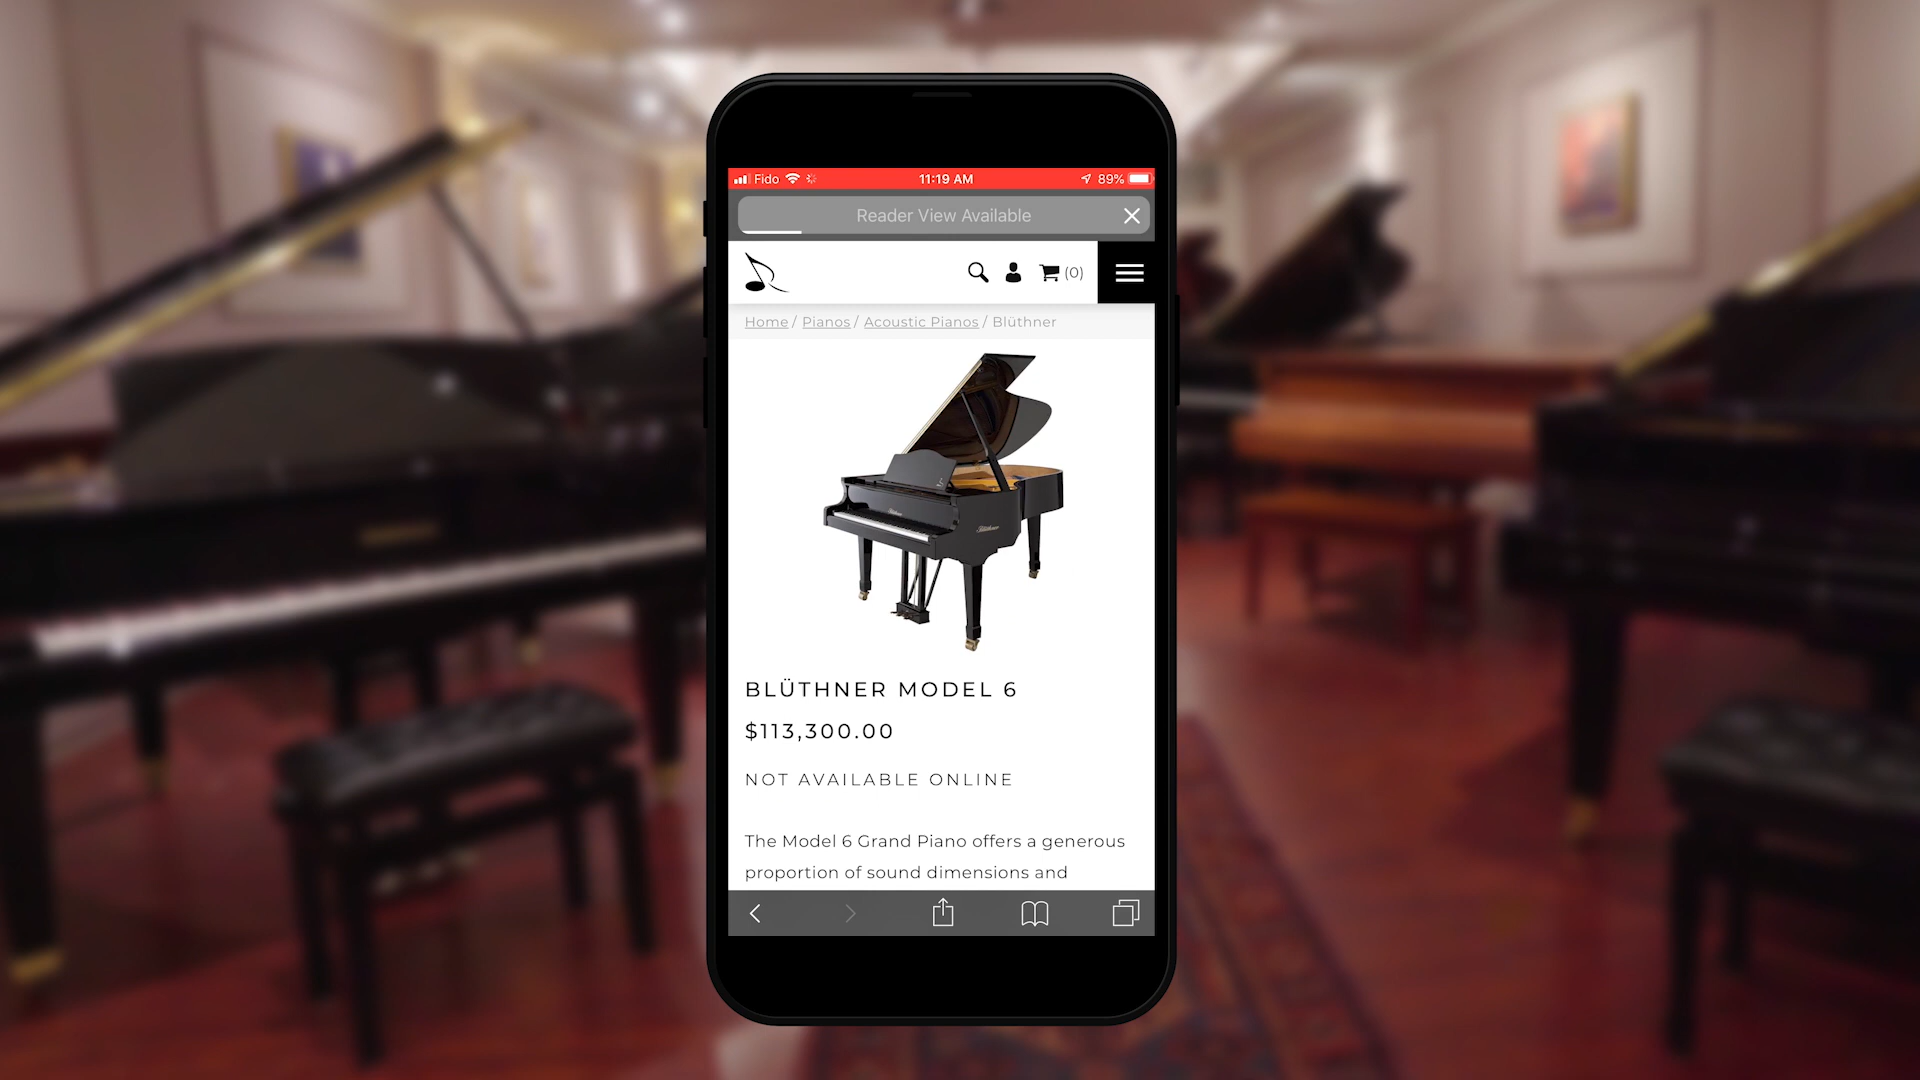 Fido
11:19 AM
89%
Reader View Available
(0)
Home / Pianos / Acoustic Pianos / Blüthner
BLÜTHNER MODEL 6
$113,300.00
NOT AVAILABLE ONLINE
The Model 6 Grand Piano offers a generous
proportion of sound dimensions and